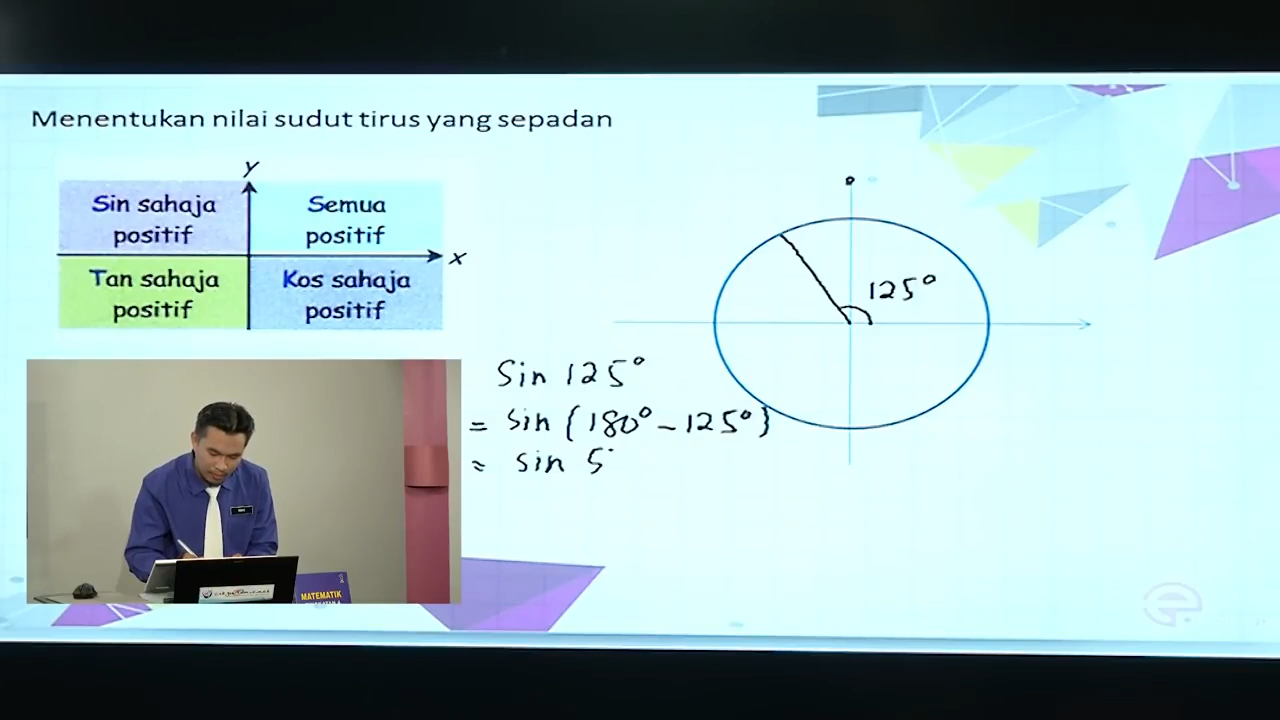 Menentukan nilai sudut tirus yang sepadan
y
Sin sahaja
positif
Semua
positif
x
Tan sahaja
positif
Kos sahaja
positif
125°
Sin 125°
= sin (180° - 125°)
= sin 5
MATEMATIK